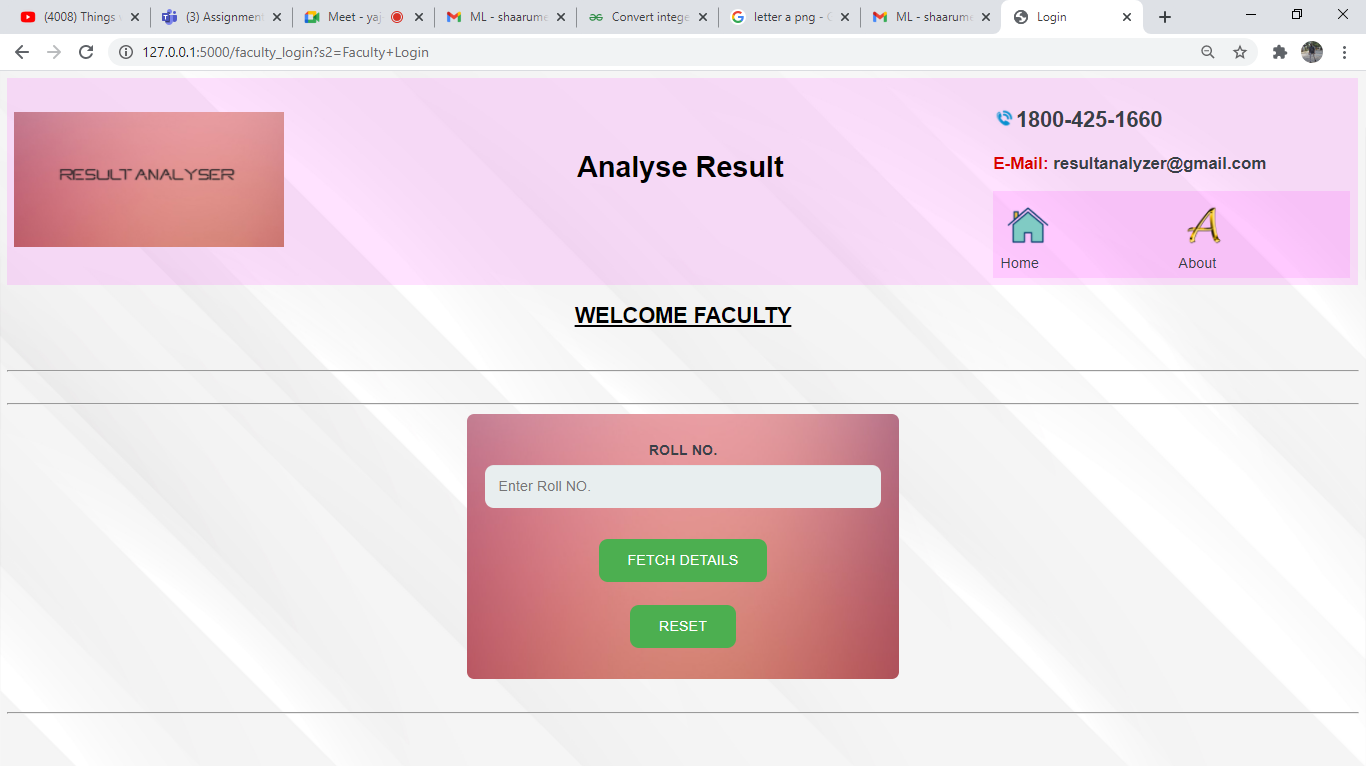 (4008) Things
(3) Assignment
Meet - yaj
ML - shaarume
Convert intege
letter a png -
ML - shaarume
Login
127.0.0.1:5000/faculty_login?s2=Faculty+Login
RESULT ANALYSER
Analyse Result
1800-425-1660
E-Mail: resultanalyzer@gmail.com
Home
About
WELCOME FACULTY
ROLL NO.
Enter Roll NO.
FETCH DETAILS
RESET